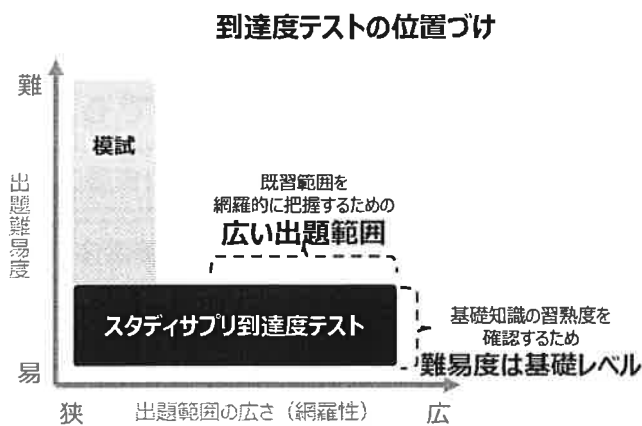 到達度テストの位置づけ
難
模試
出題難易度
既習範囲を
網羅的に把握するための
広い出題範囲
スタディサプリ到達度テスト
基礎知識の習熟度を
確認するため
難易度は基礎レベル
易
狭
出題範囲の広さ（網羅性）
広